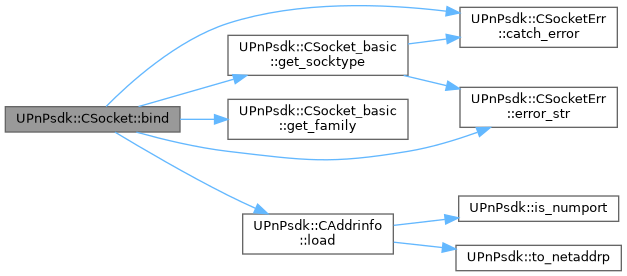 UPnPsdk::CSocket::bind
UPnPsdk::CSocket_basic
::get_socktype
UPnPsdk::CSocketErr
::catch_error
UPnPsdk::CSocketErr
::error_str
UPnPsdk::CSocket_basic
::get_family
UPnPsdk::CAddrinfo
::load
UPnPsdk::is_numport
UPnPsdk::to_netaddrp